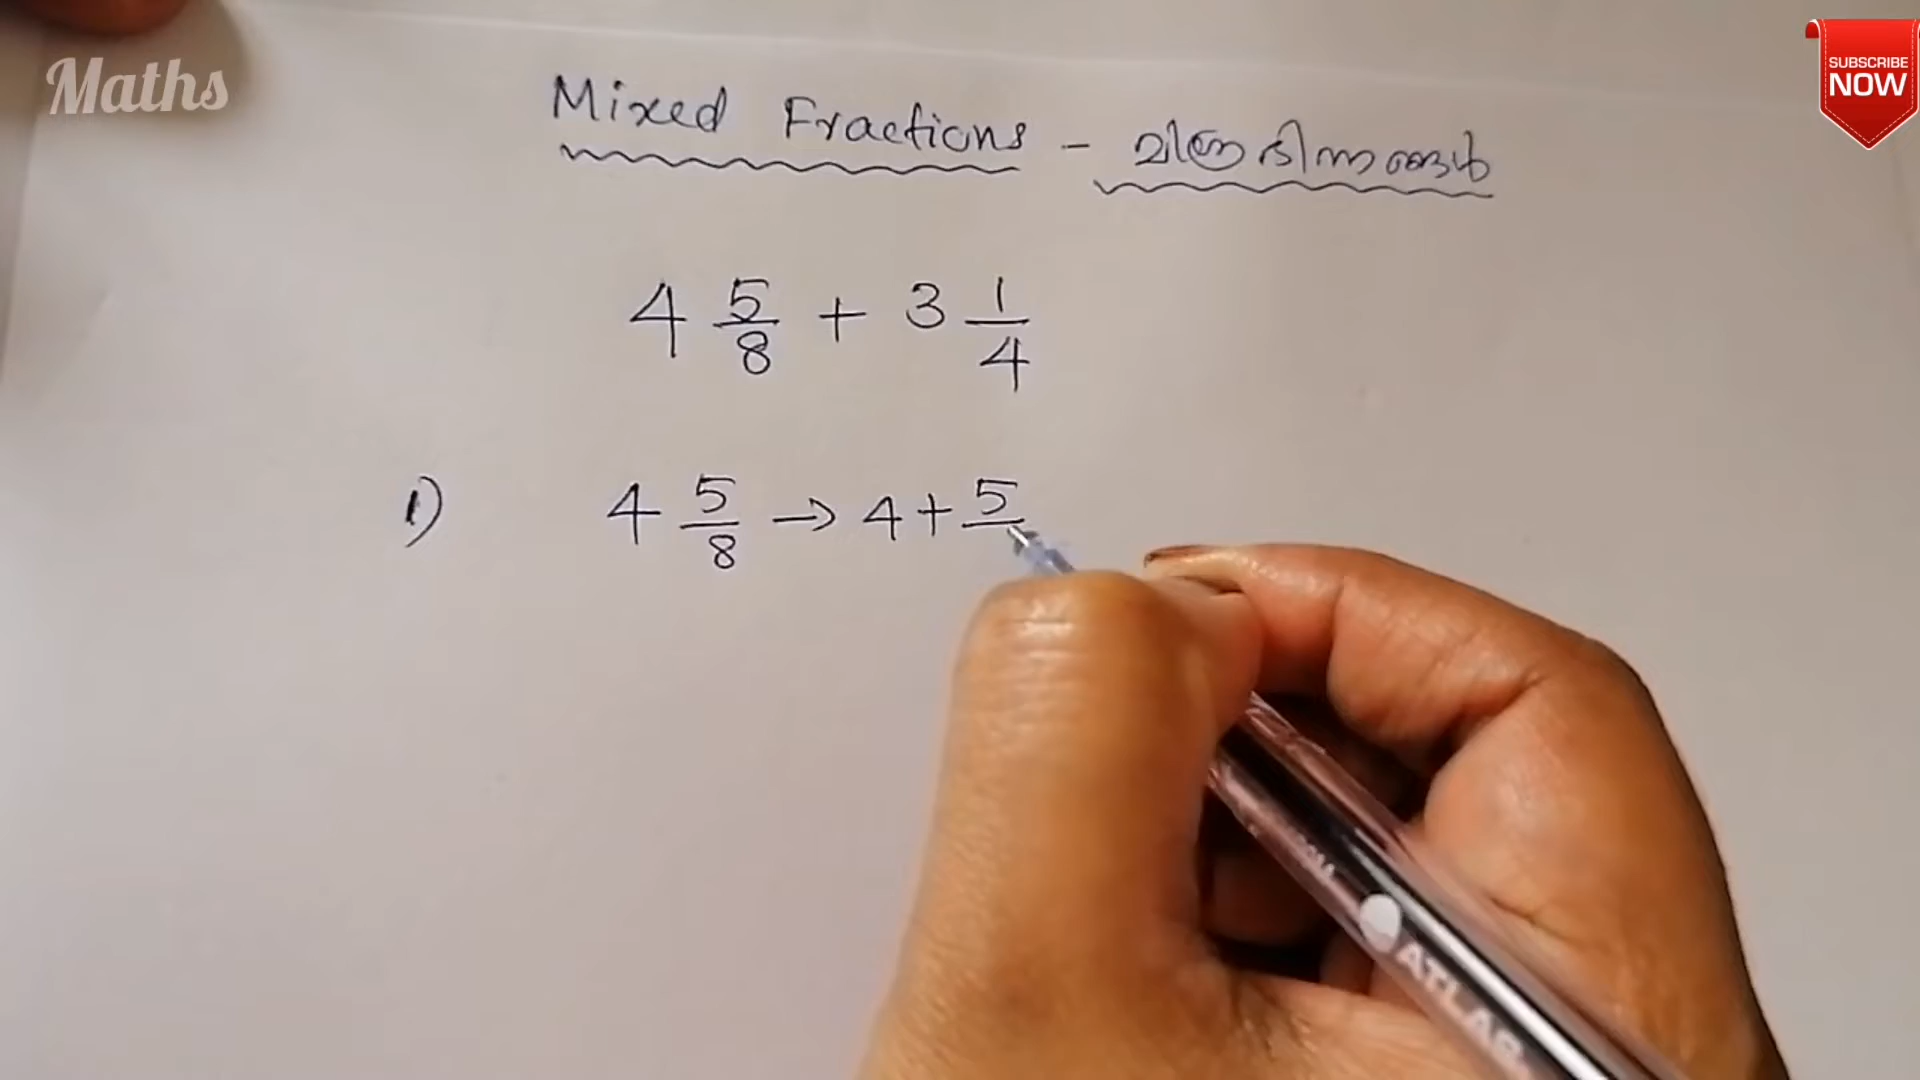 Maths
SUBSCRIBE
NOW
Mixed Fractions - മിശ്രഭിന്നങ്ങൾ
4 5/8 + 3 1/4
1) 4 5/8 → 4 + 5/
ATLAS